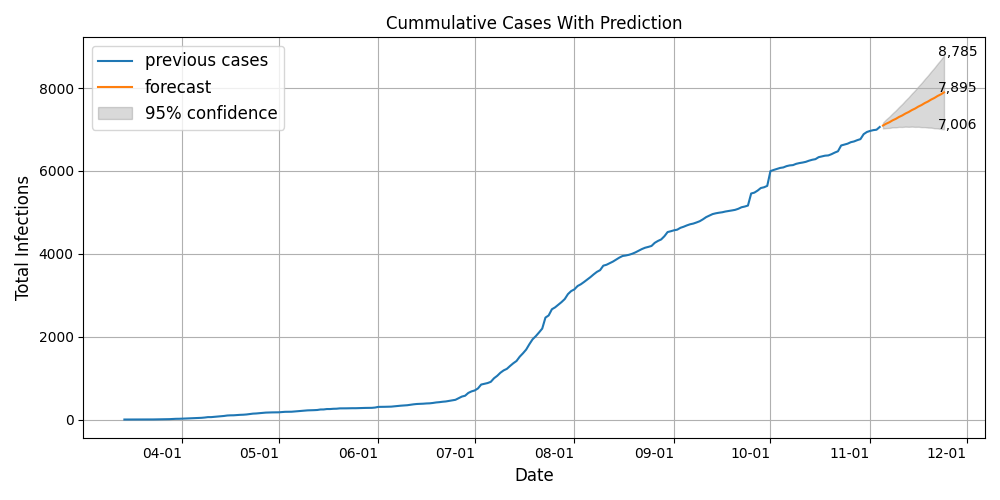 Cummulative Cases With Prediction
previous cases
forecast
95% confidence
8,785
7,895
7,006
8000
6000
4000
2000
0
Total Infections
04-01 05-01 06-01 07-01 08-01 09-01 10-01 11-01 12-01
Date